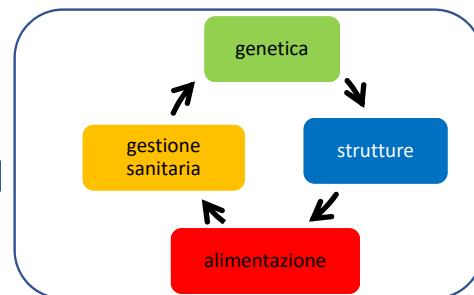 genetica
strutture
gestione
sanitaria
alimentazione